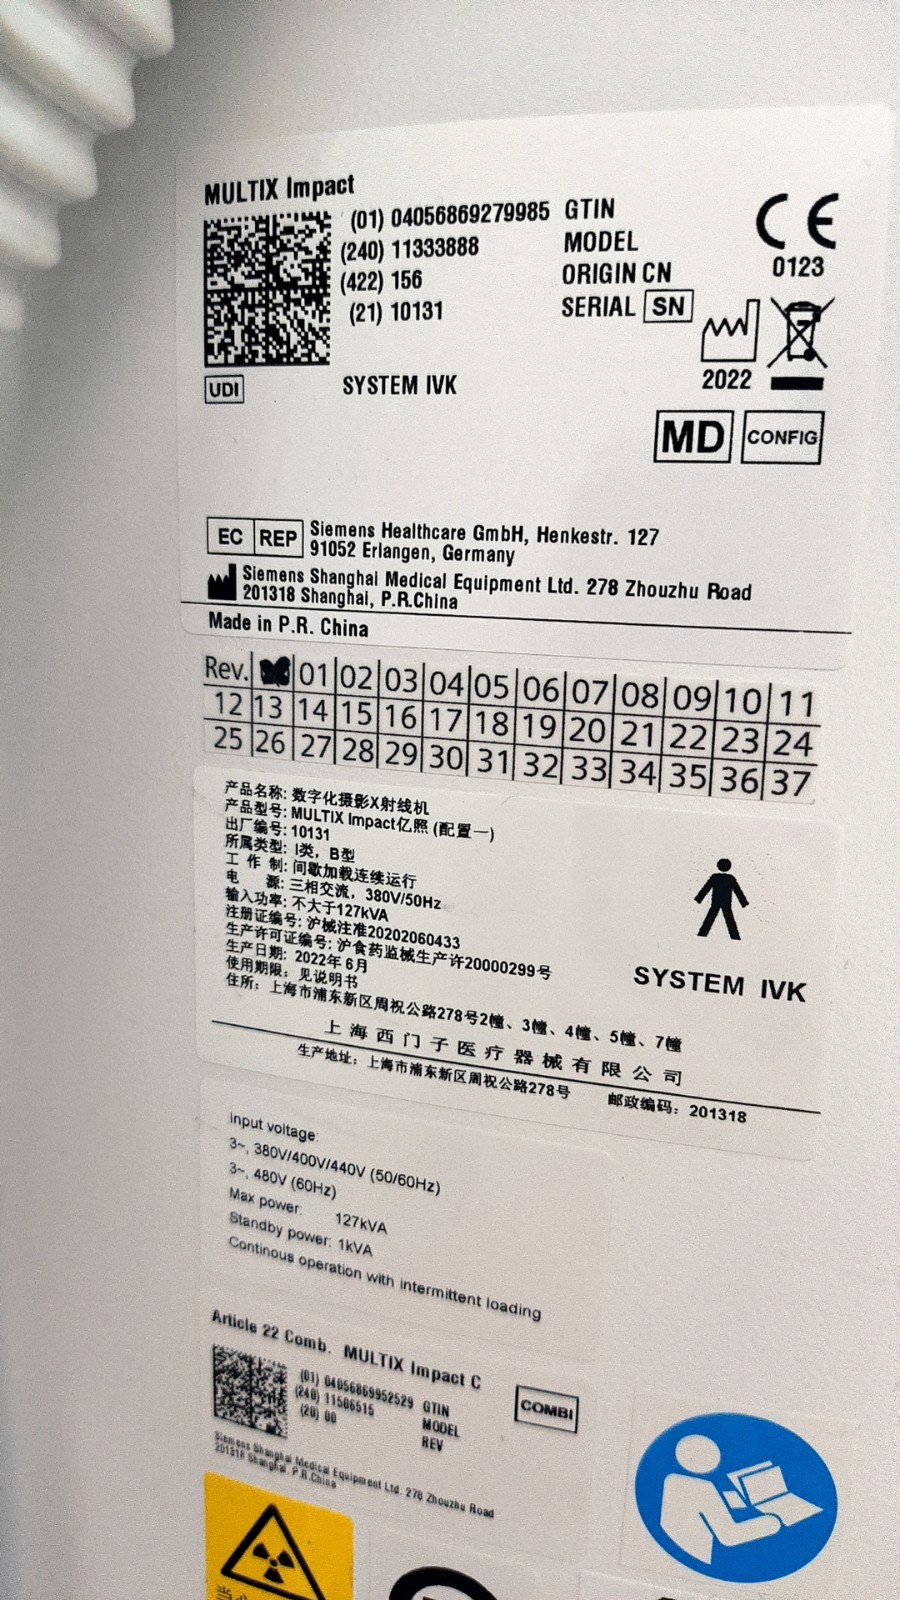 MULTIX Impact
(01) 04056869279985 GTIN
(240) 11333888 MODEL
(422) 156 ORIGIN CN
(21) 10131 SERIAL SN
CE
0123
2022
UDI SYSTEM IVK
MD CONFIG
EC REP Siemens Healthcare GmbH, Henkestr. 127
91052 Erlangen, Germany
Siemens Shanghai Medical Equipment Ltd. 278 Zhouzhu Road
201318 Shanghai, P.R.China
Made in P.R. China
Rev. 01 02 03 04 05 06 07 08 09 10 11
12 13 14 15 16 17 18 19 20 21 22 23 24
25 26 27 28 29 30 31 32 33 34 35 36 37
产品名称: 数字化摄影X射线机
产品型号: MULTIX Impact亿照 (配置一)
出厂编号: 10131
所属类型: I类, B型
工 作 制: 间歇加载连续运行
电 源: 三相交流, 380V/50Hz
输入功率: 不大于127kVA
注册证编号: 沪械注准20202060433
生产许可证编号: 沪食药监械生产许20000299号
生产日期: 2022年6月
使用期限: 见说明书
住所: 上海市浦东新区周祝公路278号2幢、3幢、4幢、5幢、7幢
SYSTEM IVK
上海西门子医疗器械有限公司
生产地址: 上海市浦东新区周祝公路278号 邮政编码: 201318
Input voltage:
3~, 380V/400V/440V (50/60Hz)
3~, 480V (60Hz)
Max power: 127kVA
Standby power: 1kVA
Continous operation with intermittent loading
Article 22 Comb. MULTIX Impact C
(01) 04056869952529 GTIN
(240) 11506515 MODEL
(20) 00 REV
COMBI
Siemens Shanghai Medical Equipment Ltd. 278 Zhouzhu Road
201318 Shanghai, P.R.China